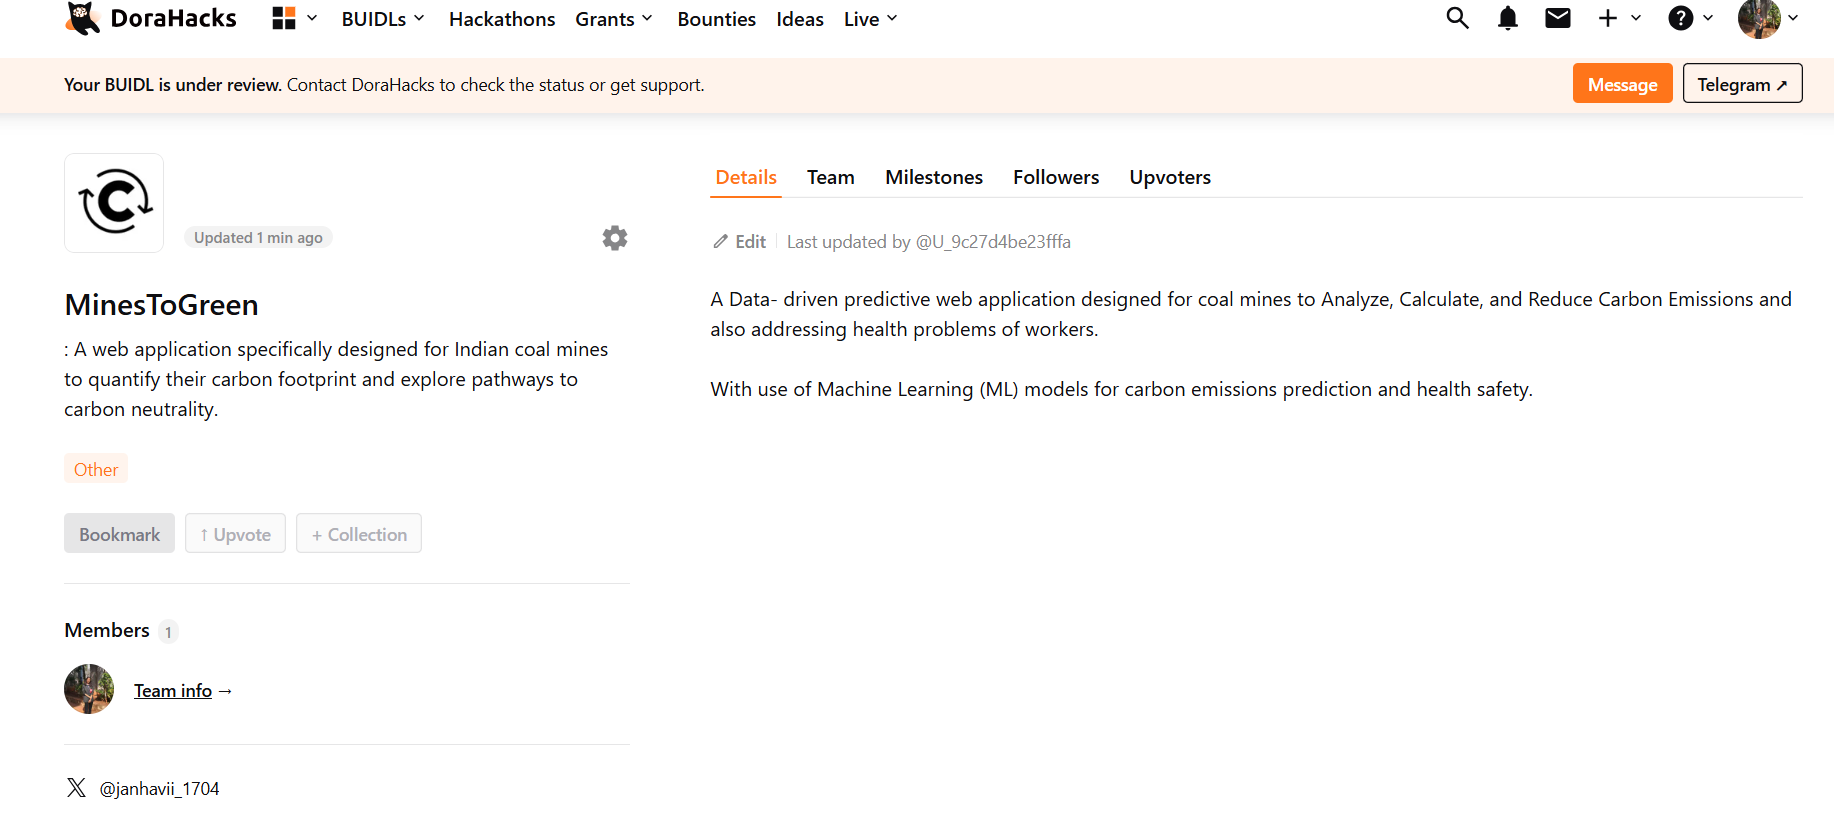 DoraHacks
BUIDLs Hackathons Grants Bounties Ideas Live
Your BUIDL is under review. Contact DoraHacks to check the status or get support.
Message Telegram ↗
Details Team Milestones Followers Upvoters
Updated 1 min ago
Edit Last updated by @U_9c27d4be23fffa
A Data- driven predictive web application designed for coal mines to Analyze, Calculate, and Reduce Carbon Emissions and
also addressing health problems of workers.
With use of Machine Learning (ML) models for carbon emissions prediction and health safety.
MinesToGreen
: A web application specifically designed for Indian coal mines
to quantify their carbon footprint and explore pathways to
carbon neutrality.
Other
Bookmark ↑ Upvote + Collection
Members 1
Team info →
@janhavii_1704